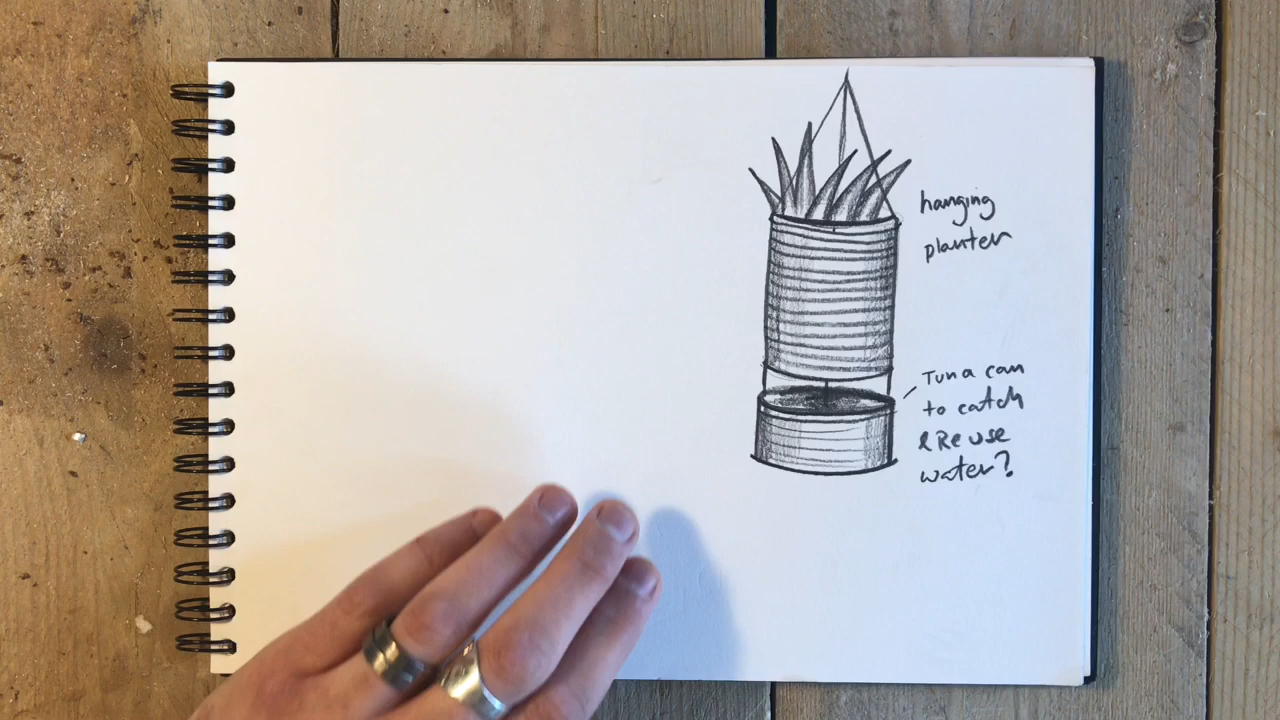 hanging
planter
Tuna can
to catch
& Re use
water?